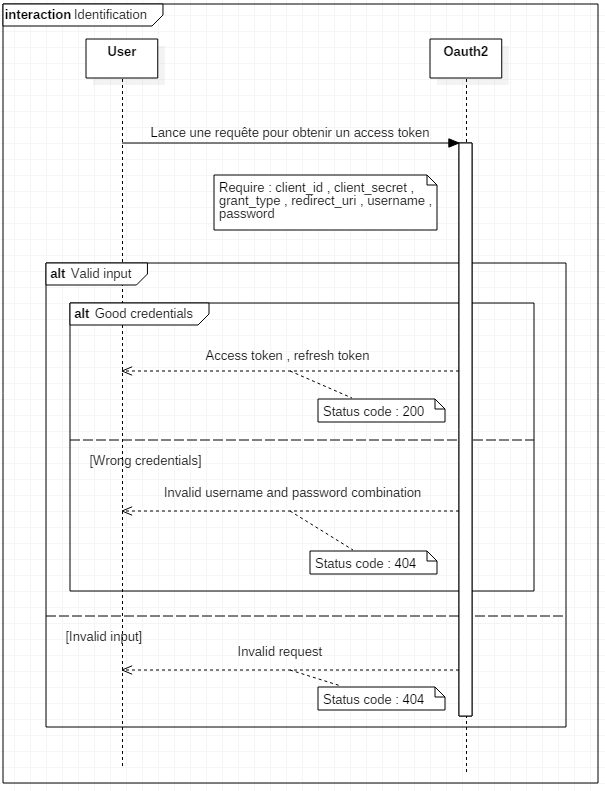 interaction Identification
User
Oauth2
Lance une requête pour obtenir un access token
Require : client_id , client_secret ,
grant_type , redirect_uri , username ,
password
alt Valid input
alt Good credentials
Access token , refresh token
Status code : 200
[Wrong credentials]
Invalid username and password combination
Status code : 404
[Invalid input]
Invalid request
Status code : 404